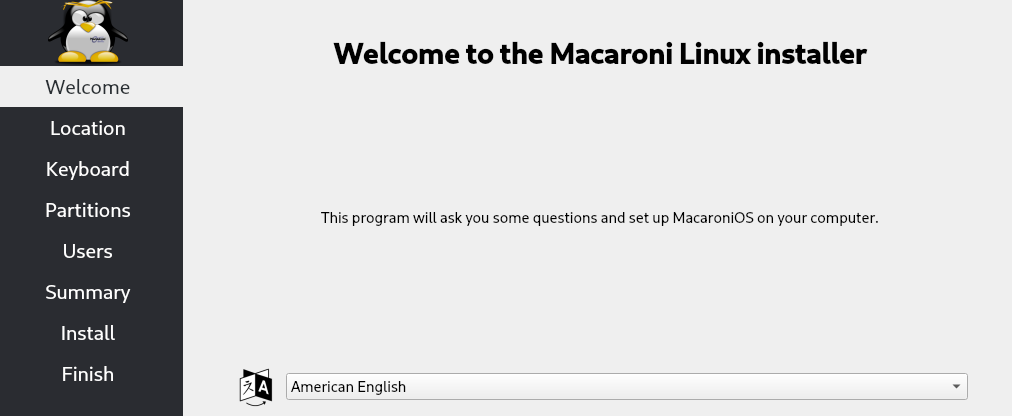 Welcome to the Macaroni Linux installer
Welcome
Location
Keyboard
Partitions
Users
Summary
Install
Finish
This program will ask you some questions and set up MacaroniOS on your computer.
American English